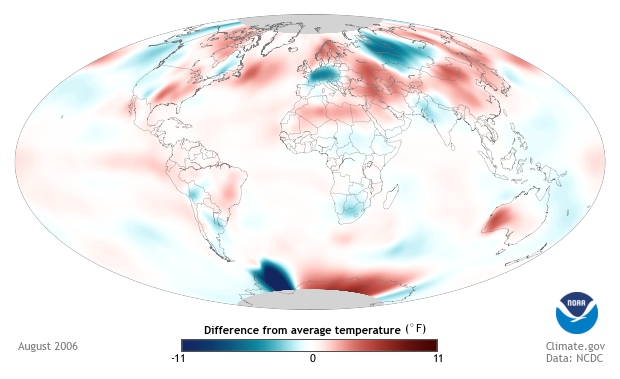 NOAA
Difference from average temperature (°F)
August 2006
-11 0 11
Climate.gov
Data: NCDC